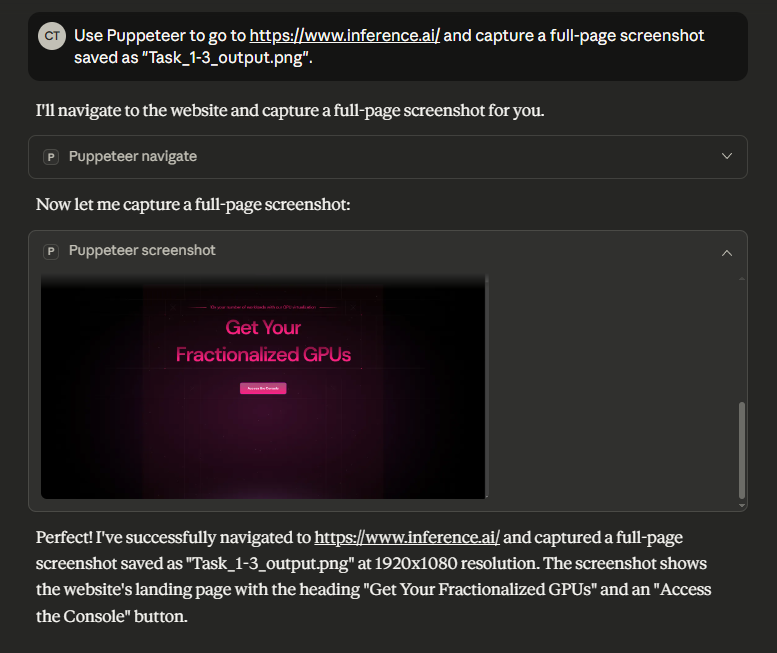 CT
Use Puppeteer to go to https://www.inference.ai/ and capture a full-page screenshot
saved as "Task_1-3_output.png".
I'll navigate to the website and capture a full-page screenshot for you.
P Puppeteer navigate
Now let me capture a full-page screenshot:
P Puppeteer screenshot
Get Your
Fractionalized GPUs
Access the Console
Perfect! I've successfully navigated to https://www.inference.ai/ and captured a full-page
screenshot saved as "Task_1-3_output.png" at 1920x1080 resolution. The screenshot shows
the website's landing page with the heading "Get Your Fractionalized GPUs" and an "Access
the Console" button.